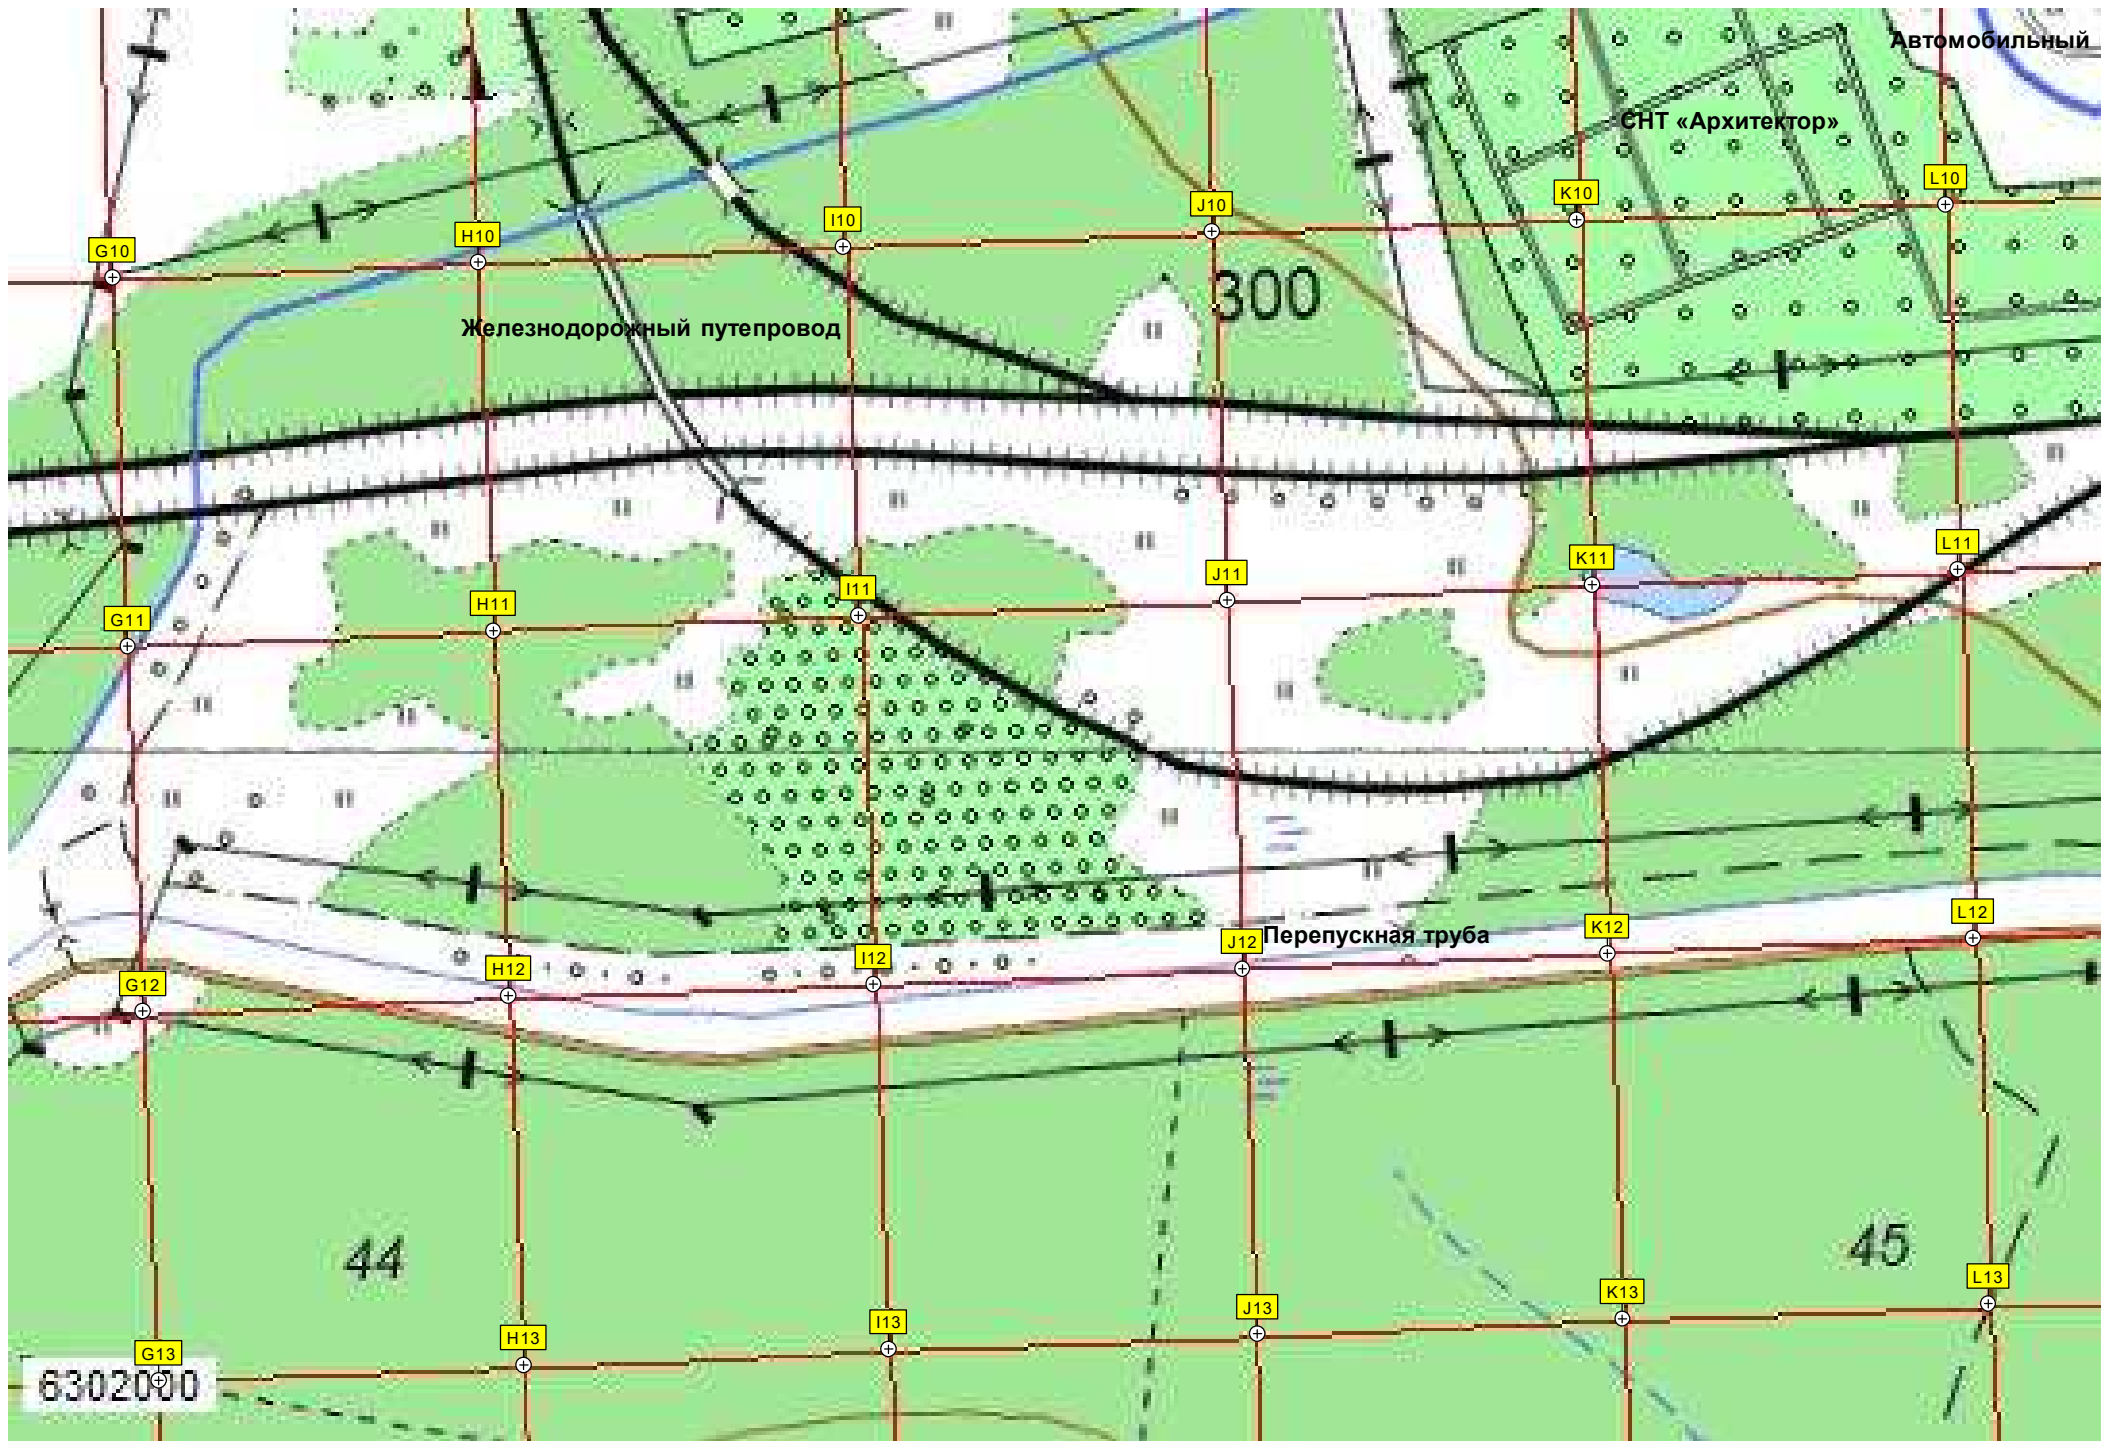 Автомобильный
СНТ «Архитектор»
L10
K10
J10
I10
H10
G10
300
Железнодорожный путепровод
L11
K11
J11
I11
H11
G11
L12
K12
Перепускная труба
J12
I12
H12
G12
44
45
L13
K13
J13
I13
H13
G13
6302000